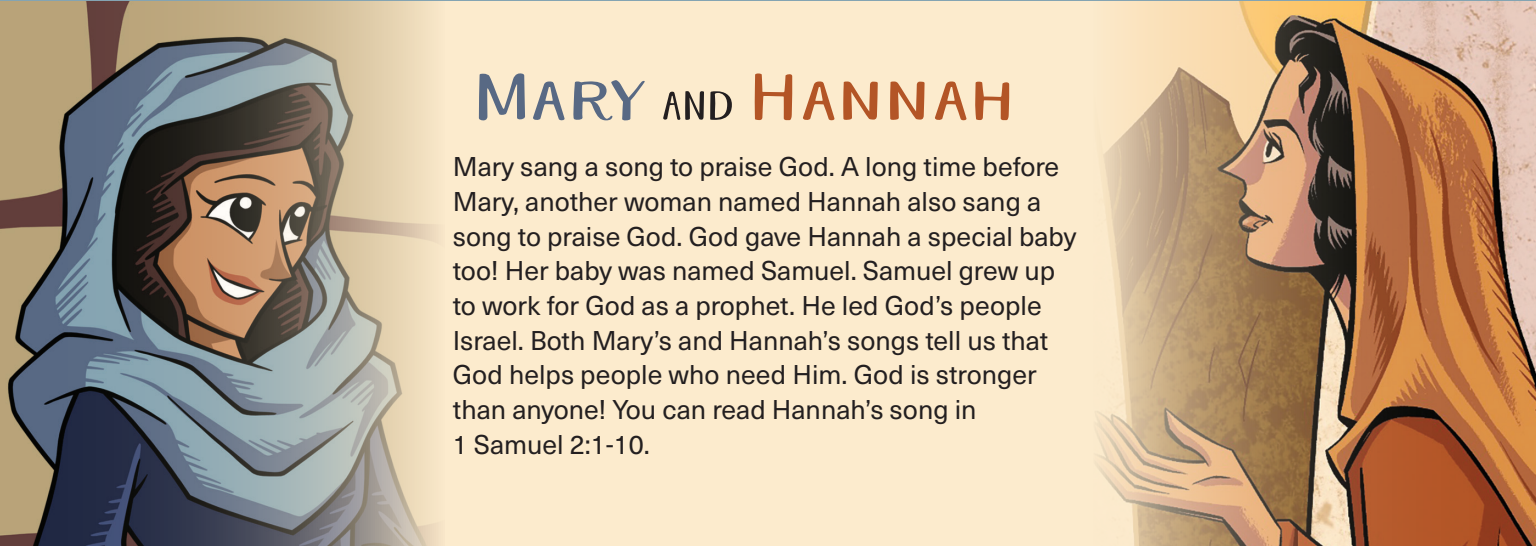 MARY AND HANNAH
Mary sang a song to praise God. A long time before
Mary, another woman named Hannah also sang a
song to praise God. God gave Hannah a special baby
too! Her baby was named Samuel. Samuel grew up
to work for God as a prophet. He led God’s people
Israel. Both Mary’s and Hannah’s songs tell us that
God helps people who need Him. God is stronger
than anyone! You can read Hannah’s song in
1 Samuel 2:1-10.